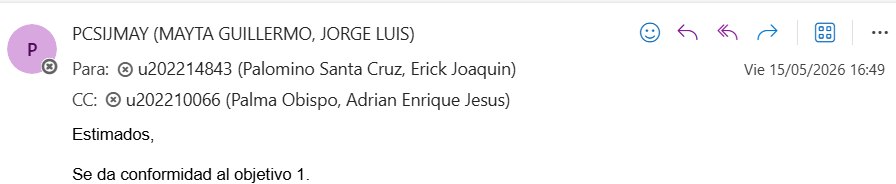 PCSIJMAY (MAYTA GUILLERMO, JORGE LUIS)
P
Para: u202214843 (Palomino Santa Cruz, Erick Joaquin)
Vie 15/05/2026 16:49
CC: u202210066 (Palma Obispo, Adrian Enrique Jesus)
Estimados,
Se da conformidad al objetivo 1.